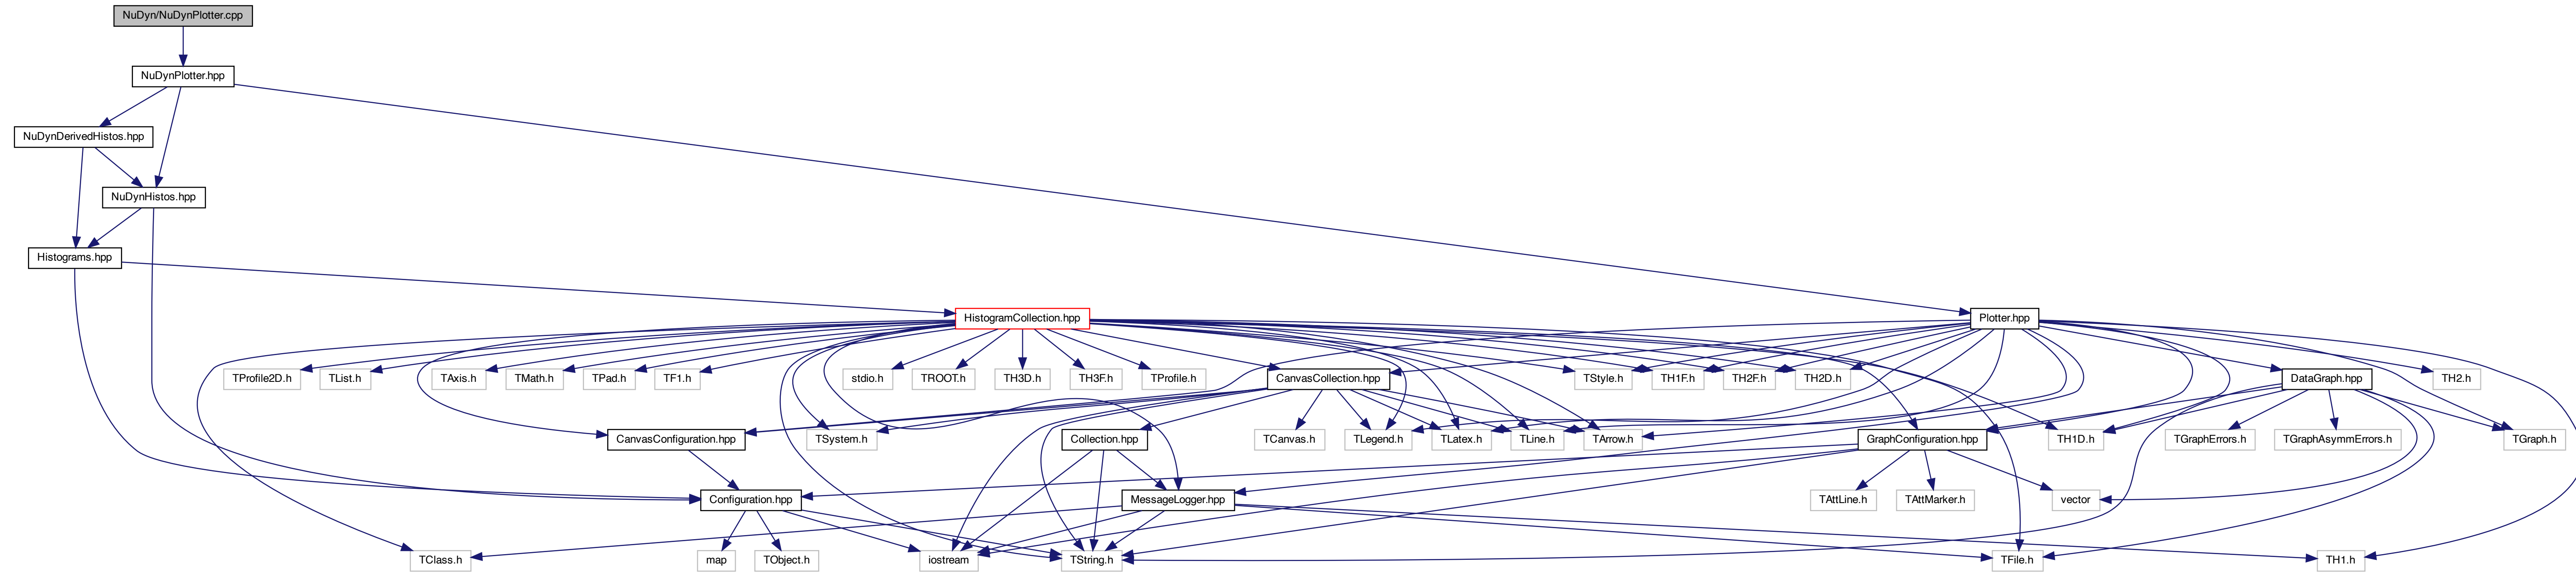 NuDyn/NuDynPlotter.cpp
NuDynPlotter.hpp
NuDynDerivedHistos.hpp
NuDynHistos.hpp
Histograms.hpp
HistogramCollection.hpp
Plotter.hpp
TProfile2D.h
TList.h
TAxis.h
TMath.h
TPad.h
TF1.h
stdio.h
TROOT.h
TH3D.h
TH3F.h
TProfile.h
CanvasCollection.hpp
TStyle.h
TH1F.h
TH2F.h
TH2D.h
DataGraph.hpp
TH2.h
CanvasConfiguration.hpp
TSystem.h
Collection.hpp
TCanvas.h
TLegend.h
TLatex.h
TLine.h
TArrow.h
GraphConfiguration.hpp
TH1D.h
TGraphErrors.h
TGraphAsymmErrors.h
TGraph.h
Configuration.hpp
MessageLogger.hpp
TAttLine.h
TAttMarker.h
vector
TClass.h
map
TObject.h
iostream
TString.h
TFile.h
TH1.h